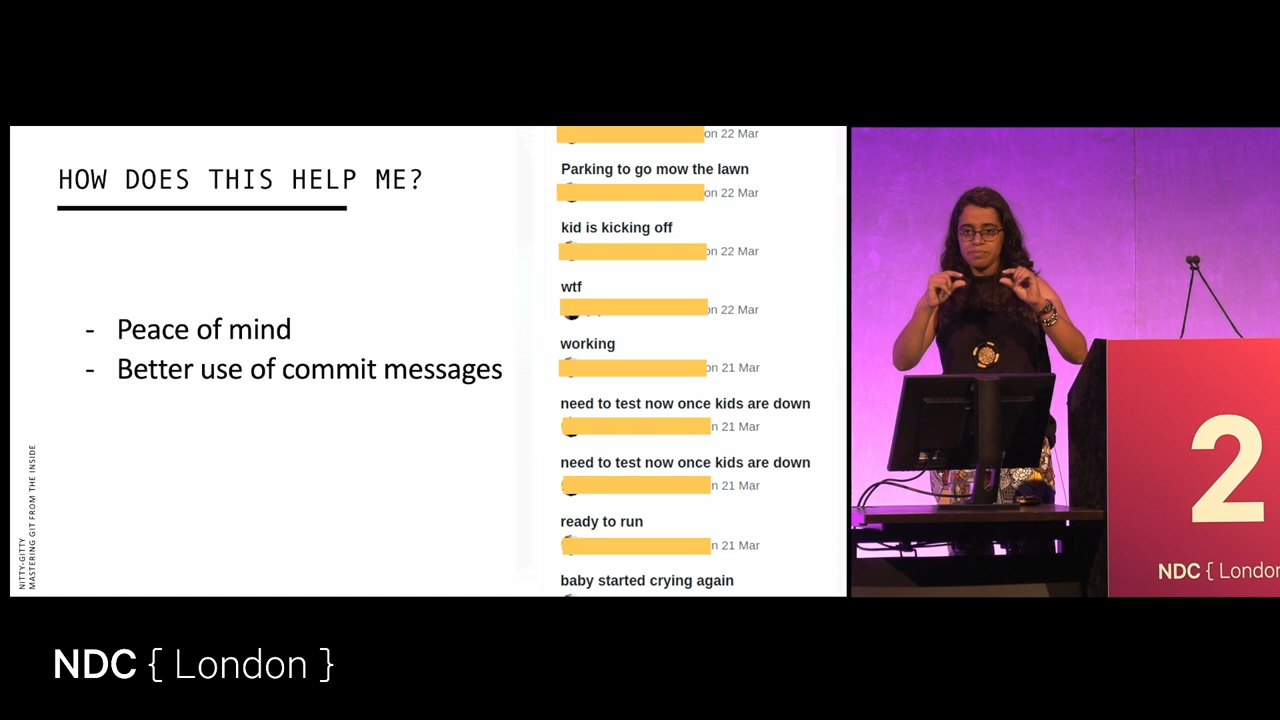 HOW DOES THIS HELP ME?
- Peace of mind
- Better use of commit messages
NITTY-GITTY
MASTERING GIT FROM THE INSIDE
on 22 Mar
Parking to go mow the lawn
on 22 Mar
kid is kicking off
on 22 Mar
wtf
on 22 Mar
working
on 21 Mar
need to test now once kids are down
n 21 Mar
need to test now once kids are down
n 21 Mar
ready to run
n 21 Mar
baby started crying again
2
NDC { London
NDC { London }